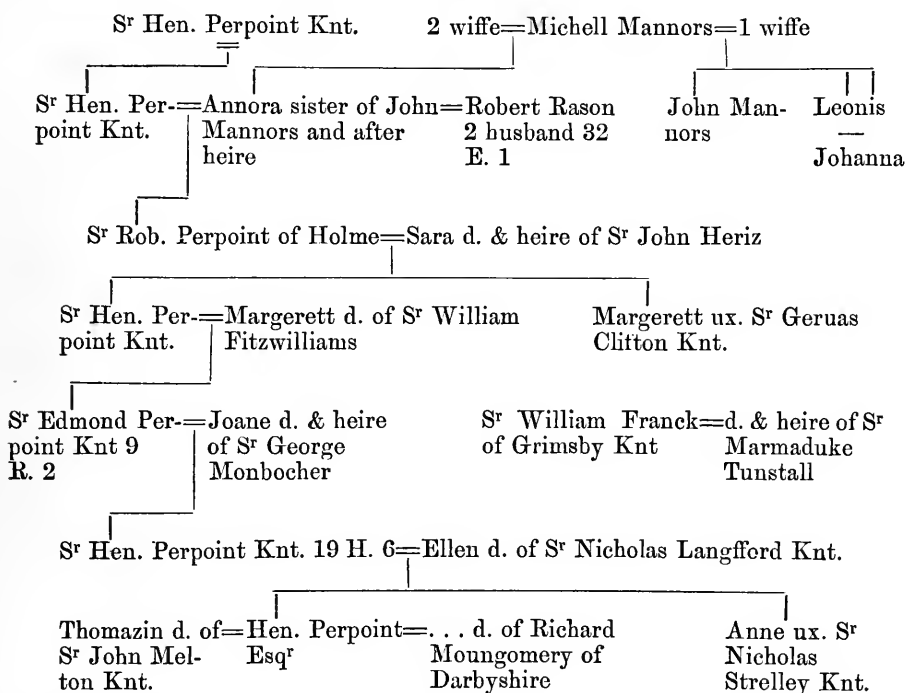 Sʳ Hen. Perpoint Knt. 2 wiffe=Michell Mannors=1 wiffe
Sʳ Hen. Per-=Annora sister of John=Robert Rason John Man- Leonis
point Knt. Mannors and after 2 husband 32 nors —
heire E. 1 Johanna
Sʳ Rob. Perpoint of Holme=Sara d. & heire of Sʳ John Heriz
Sʳ Hen. Per-=Margerett d. of Sʳ William Margerett ux. Sʳ Geruas
point Knt. Fitzwilliams Clifton Knt.
Sʳ Edmond Per-=Joane d. & heire Sʳ William Franck=d. & heire of Sʳ
point Knt 9 of Sʳ George of Grimsby Knt Marmaduke
R. 2 Monbocher Tunstall
Sʳ Hen. Perpoint Knt. 19 H. 6=Ellen d. of Sʳ Nicholas Langfford Knt.
Thomazin d. of=Hen. Perpoint=. . . d. of Richard Anne ux. Sʳ
Sʳ John Mel- Esqʳ Moungomery of Nicholas
ton Knt. Darbyshire Strelley Knt.